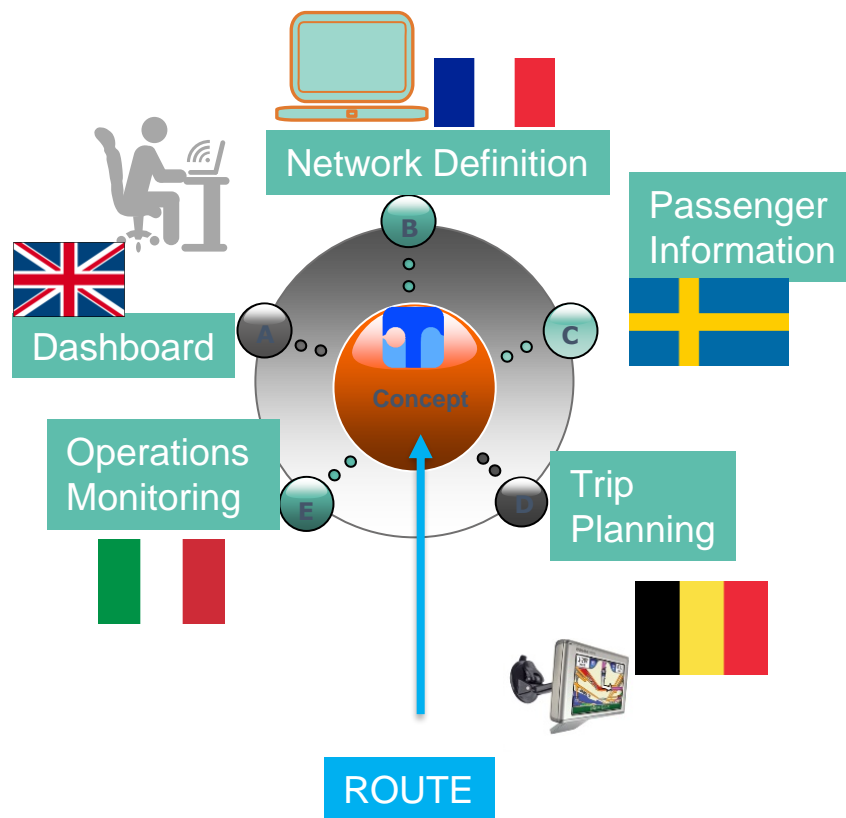 Network Definition
B
Passenger
Information
A
C
Dashboard
Concept
Operations
Monitoring
E
D
Trip
Planning
ROUTE